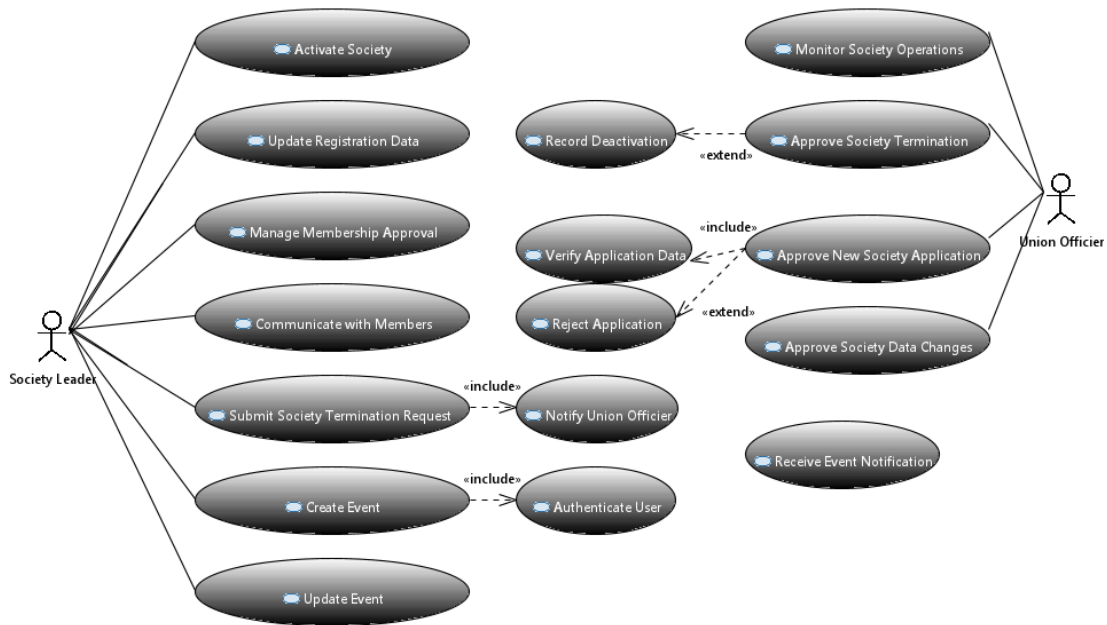 Activate Society
Monitor Society Operations
Update Registration Data
Record Deactivation
«extend»
Approve Society Termination
Manage Membership Approval
Verify Application Data
«include»
Approve New Society Application
Union Officier
Communicate with Members
Reject Application
«extend»
Approve Society Data Changes
Society Leader
Submit Society Termination Request
«include»
Notify Union Officier
Receive Event Notification
Create Event
«include»
Authenticate User
Update Event